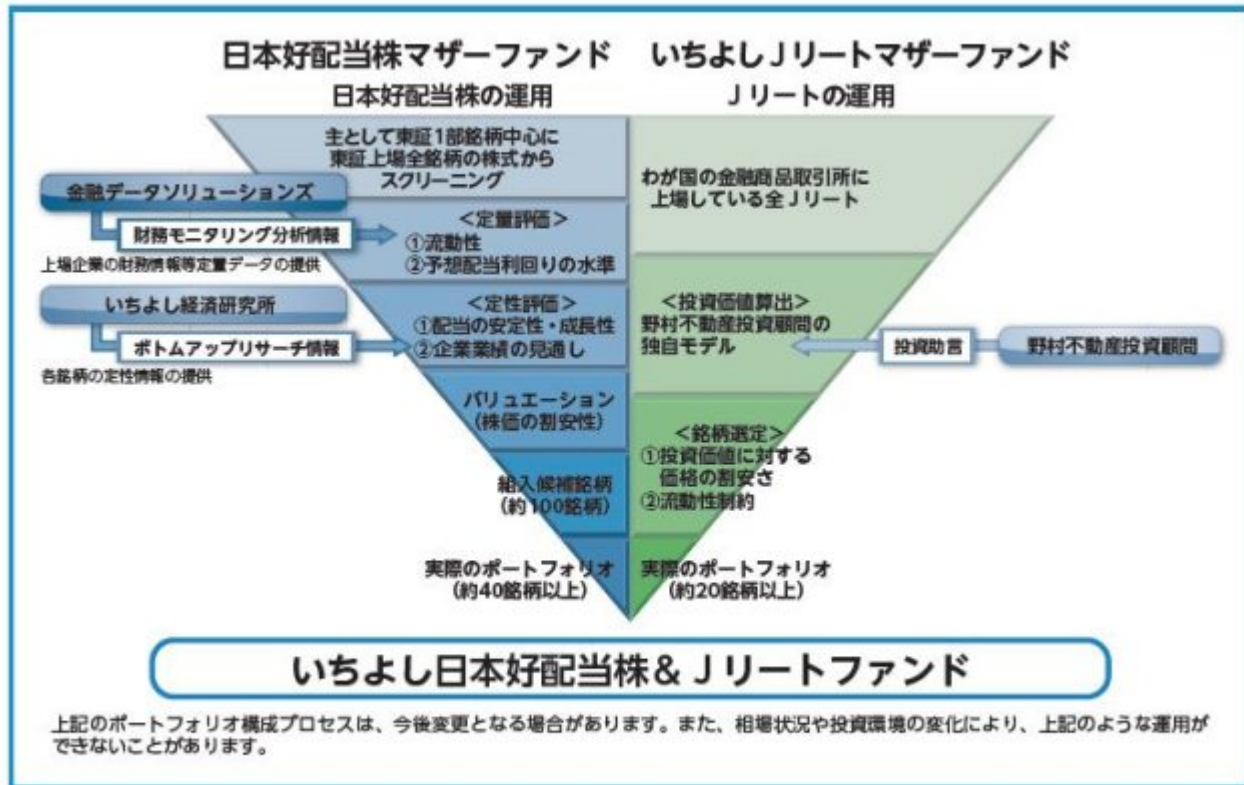 日本好配当株マザーファンド
日本好配当株の運用
主として東証1部銘柄中心に
東証上場全銘柄の株式から
スクリーニング
金融データソリューションズ
財務モニタリング分析情報
上場企業の財務情報等定量データの提供
<定量評価>
①流動性
②予想配当利回りの水準
いちよし経済研究所
ボトムアップリサーチ情報
各銘柄の定性情報の提供
<定性評価>
①配当の安定性・成長性
②企業業績の見通し
バリュエーション
(株価の割安性)
組入候補銘柄
(約100銘柄)
実際のポートフォリオ
(約40銘柄以上)
いちよしJリートマザーファンド
Jリートの運用
わが国の金融商品取引所に
上場している全Jリート
<投資価値算出>
野村不動産投資顧問の
独自モデル
投資助言
野村不動産投資顧問
<銘柄選定>
①投資価値に対する
価格の割安さ
②流動性制約
実際のポートフォリオ
(約20銘柄以上)
いちよし日本好配当株&Jリートファンド
上記のポートフォリオ構成プロセスは、今後変更となる場合があります。また、相場状況や投資環境の変化により、上記のような運用が
できないことがあります。